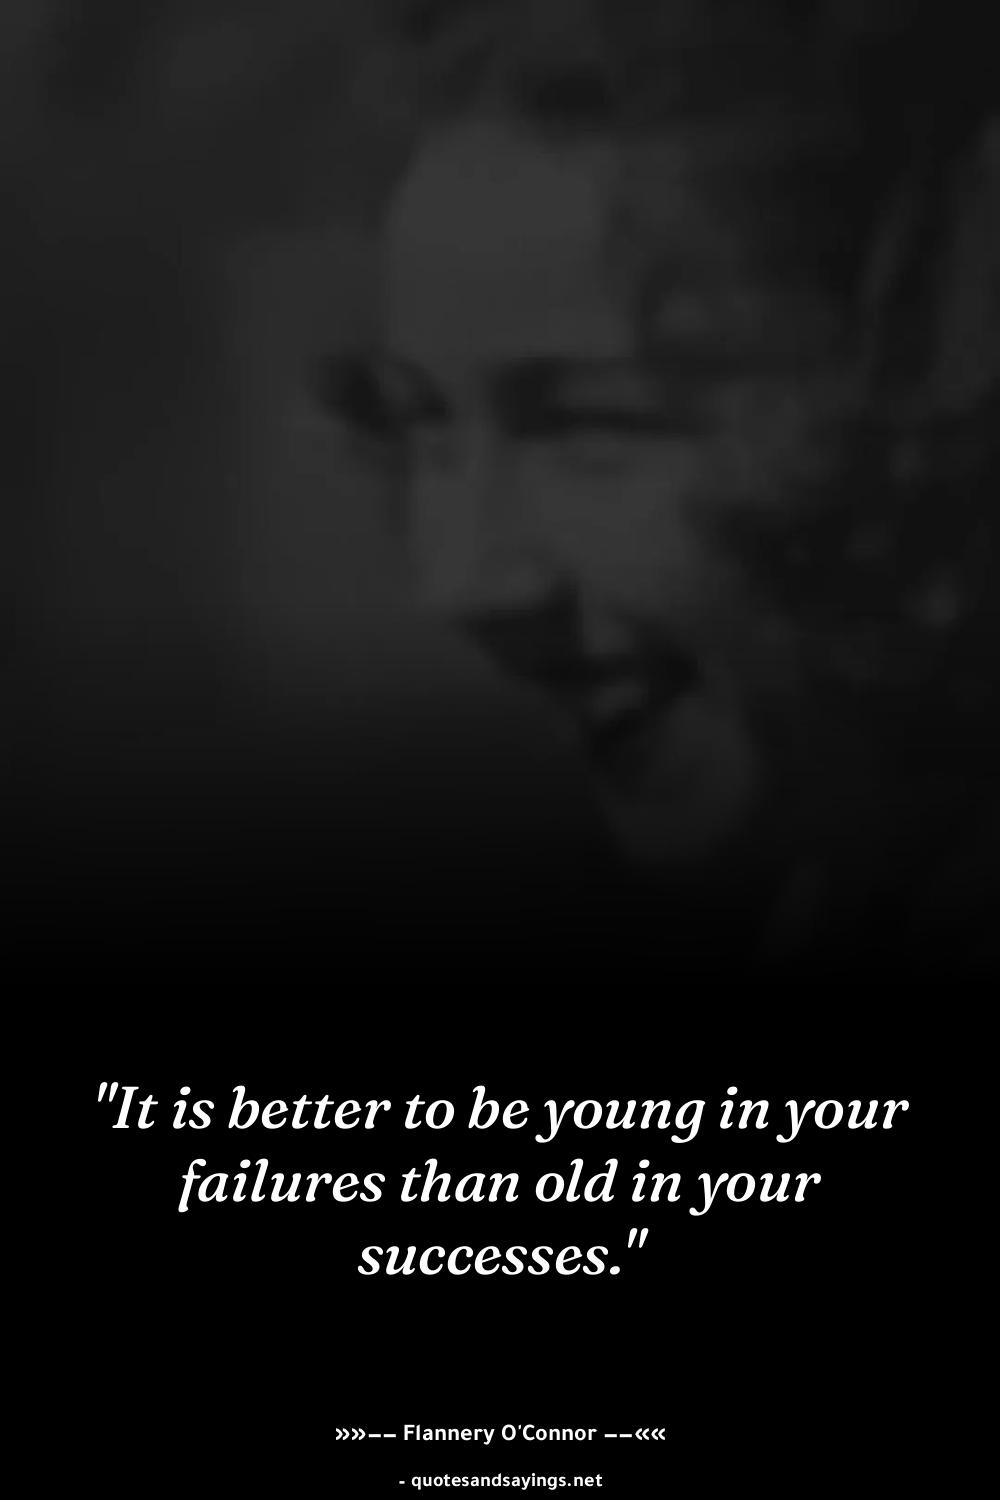 "It is better to be young in your
failures than old in your
successes."
»»−− Flannery O'Connor −−««
- quotesandsayings.net